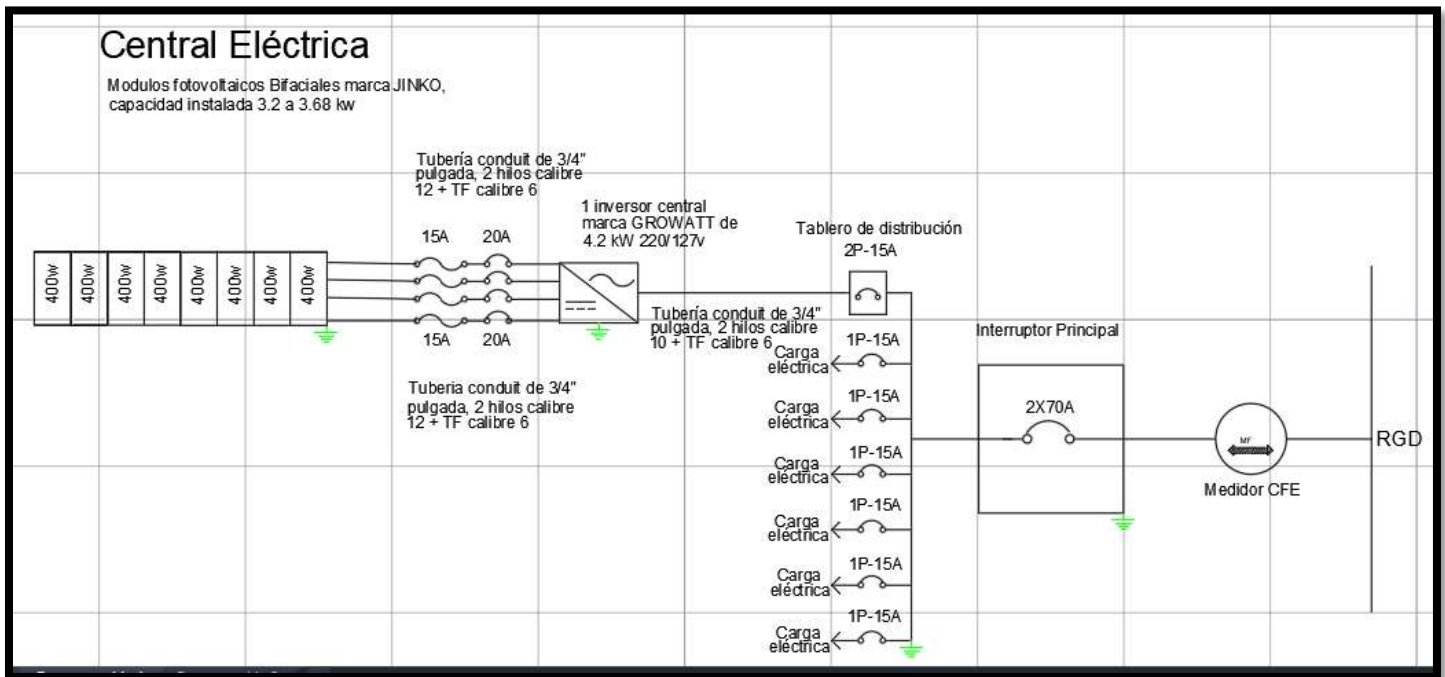 Central Eléctrica
Modulos fotovoltaicos Bifaciales marca JINKO,
capacidad instalada 3.2 a 3.68 kw
Tubería conduit de 3/4"
pulgada, 2 hilos calibre
12 + TF calibre 6
15A 20A
1 inversor central
marca GROWATT de
4.2 kW 220/127v
Tablero de distribución
2P-15A
400w 400w 400w 400w 400w 400w 400w 400w
15A 20A
Tubería conduit de 3/4"
pulgada, 2 hilos calibre
10 + TF calibre 6
Tuberia conduit de 3/4"
pulgada, 2 hilos calibre
12 + TF calibre 6
1P-15A
Carga
eléctrica
1P-15A
Carga
eléctrica
1P-15A
Carga
eléctrica
1P-15A
Carga
eléctrica
1P-15A
Carga
eléctrica
1P-15A
Carga
eléctrica
Interruptor Principal
2X70A
MF
Medidor CFE
RGD